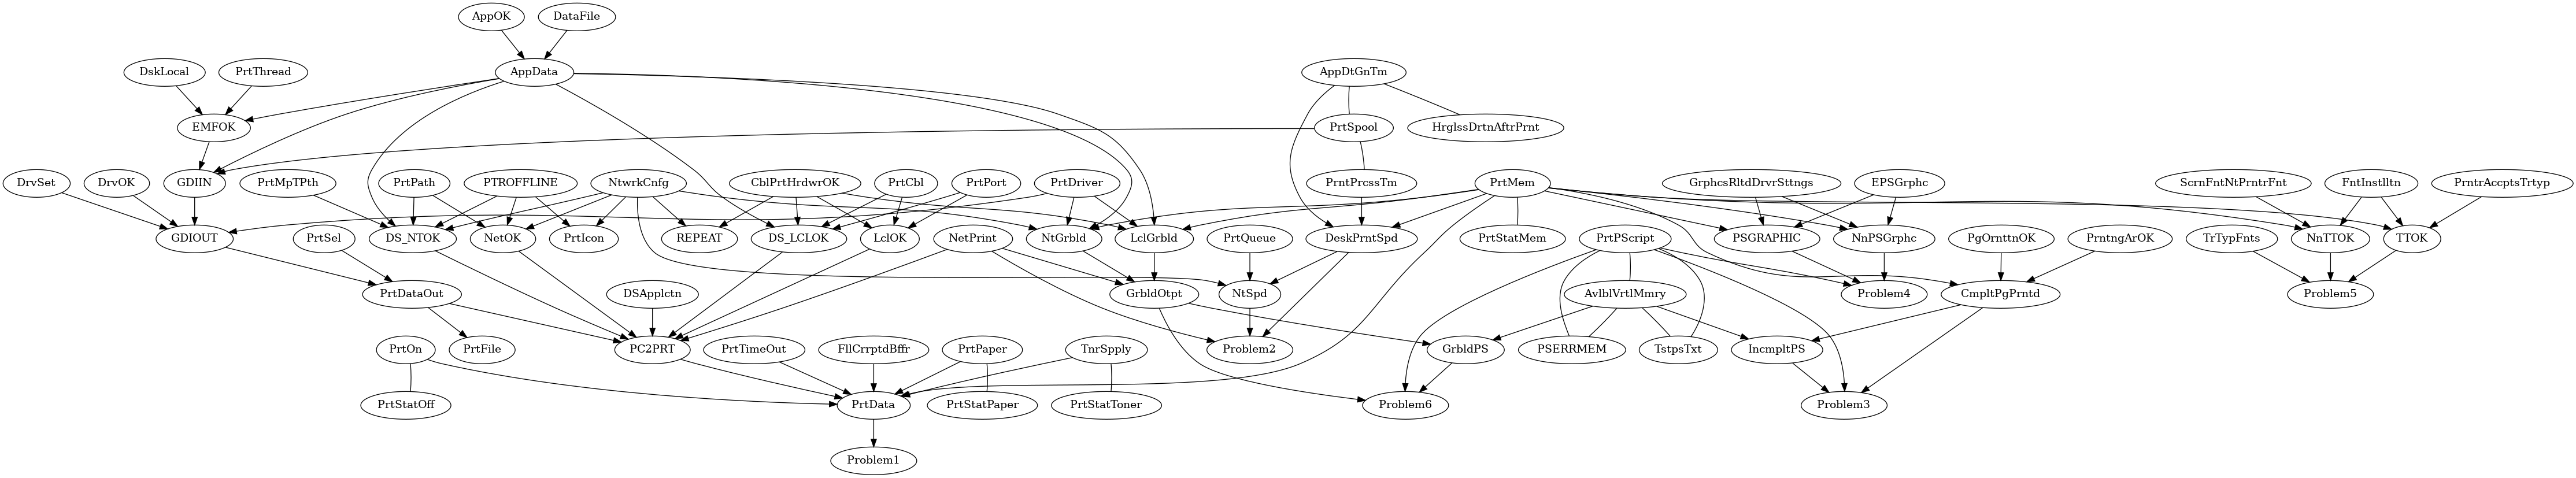 AppOK DataFile
DskLocal PrtThread AppData AppDtGnTm
EMFOK PrtSpool HrglssDrtnAftrPrnt
DrvSet DrvOK GDIIN PrtMpTPth PrtPath PTROFFLINE NtwrkCnfg CblPrtHrdwrOK PrtCbl PrtPort PrtDriver PrntPrcssTm PrtMem GrphcsRltdDrvrSttngs EPSGrphc ScrnFntNtPrntrFnt FntInstlltn PrntrAccptsTrtyp
GDIOUT PrtSel DS_NTOK NetOK PrtIcon REPEAT DS_LCLOK LclOK NetPrint NtGrbld LclGrbld PrtQueue DeskPrntSpd PrtStatMem PrtPScript PSGRAPHIC NnPSGrphc PgOrnttnOK PrntngArOK TrTypFnts NnTTOK TTOK
PrtDataOut DSApplctn GrbldOtpt NtSpd AvlblVrtlMmry Problem4 CmpltPgPrntd Problem5
PrtOn PrtFile PC2PRT PrtTimeOut FllCrrptdBffr PrtPaper TnrSpply Problem2 GrbldPS PSERRMEM TstpsTxt IncmpltPS
PrtStatOff PrtData PrtStatPaper PrtStatToner Problem6 Problem3
Problem1